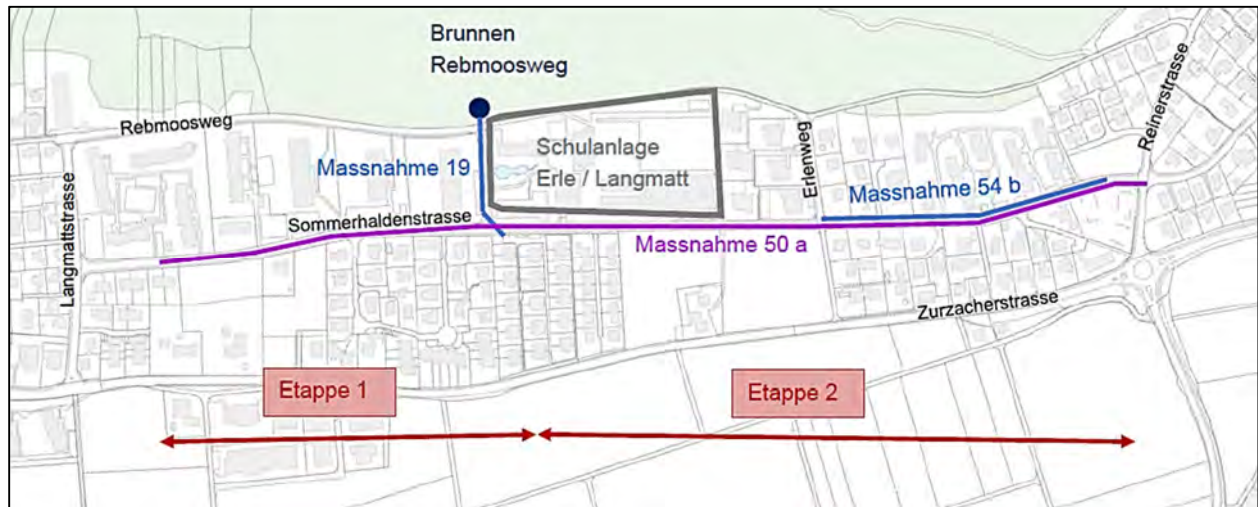 Brunnen
Rebmoosweg
Rebmoosweg
Reinerstrasse
Schulanlage
Erle / Langmatt
Massnahme 19
Erlenweg
Massnahme 54 b
Langmattstrasse
Sommerhaldenstrasse
Massnahme 50 a
Zurzacherstrasse
Etappe 1
Etappe 2